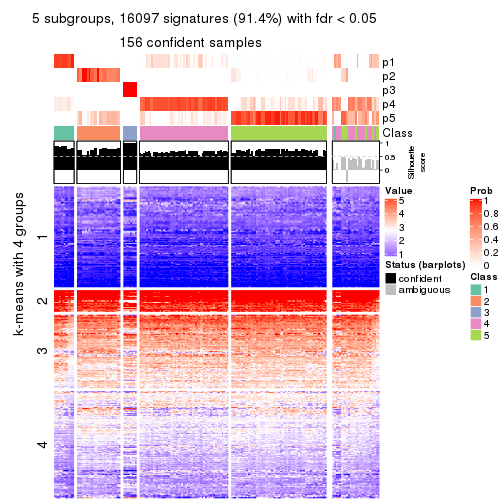 5 subgroups, 16097 signatures (91.4%) with fdr < 0.05
156 confident samples
p1
p2
p3
p4
p5
Class
1
0.5
0
Silhouette
score
k-means with 4 groups
1
2
3
4
Value
5
4
3
2
1
Status (barplots)
confident
ambiguous
Prob
1
0.8
0.6
0.4
0.2
0
Class
1
2
3
4
5